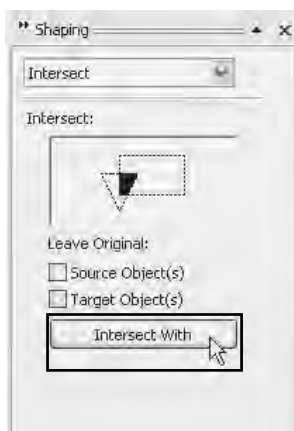 Shaping
Intersect
Intersect:
Leave Original:
Source Object(s)
Target Object(s)
Intersect With